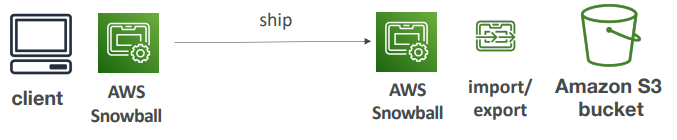 ship
client
AWS
Snowball
AWS
Snowball
import/
export
Amazon S3
bucket